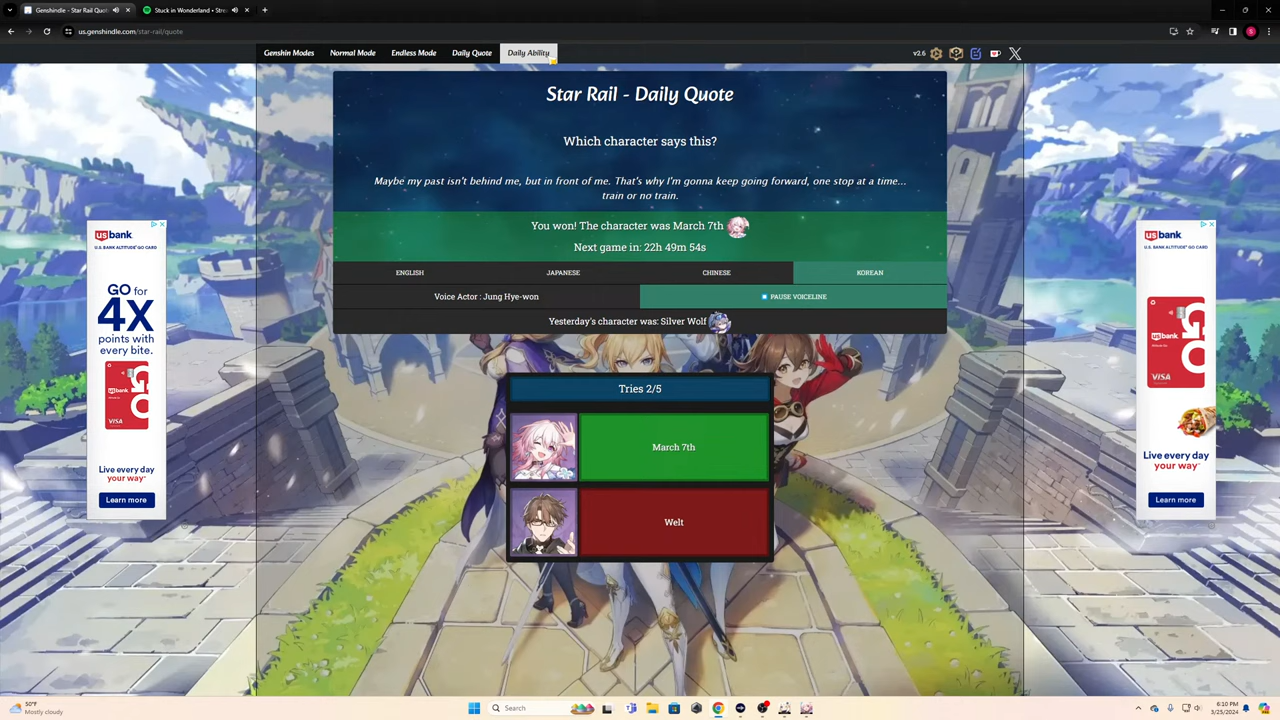 Genshindle - Star Rail Quot
Stuck in Wonderland • Stre
us.genshindle.com/star-rail/quote
Genshin Modes
Normal Mode
Endless Mode
Daily Quote
Daily Ability
v2.6
Star Rail - Daily Quote
Which character says this?
Maybe my past isn't behind me, but in front of me. That's why I'm gonna keep going forward, one stop at a time...
train or no train.
You won! The character was March 7th
Next game in: 22h 49m 54s
ENGLISH
JAPANESE
CHINESE
KOREAN
Voice Actor : Jung Hye-won
PAUSE VOICELINE
Yesterday's character was: Silver Wolf
Tries 2/5
March 7th
Welt
usbank
U.S. BANK ALTITUDE® GO CARD
GO for
4X
points with
every bite.
usbank
GO
VISA
Live every day
your way™
Learn more
usbank
U.S. BANK ALTITUDE® GO CARD
usbank
GO
VISA
Live every day
your way™
Learn more
50°F
Mostly cloudy
Search
6:10 PM
3/25/2024